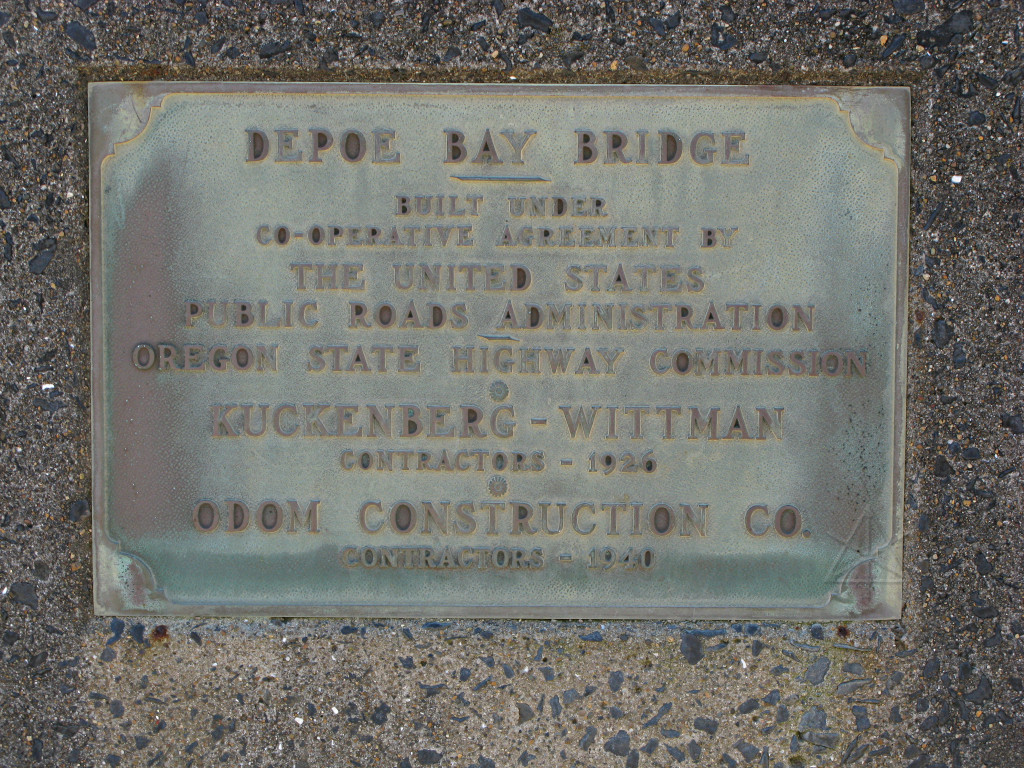 DEPOE BAY BRIDGE
BUILT UNDER
CO-OPERATIVE AGREEMENT BY
THE UNITED STATES
PUBLIC ROADS ADMINISTRATION
OREGON STATE HIGHWAY COMMISSION
KUCKENBERG - WITTMAN
CONTRACTORS - 1926
ODOM CONSTRUCTION CO.
CONTRACTORS - 1940